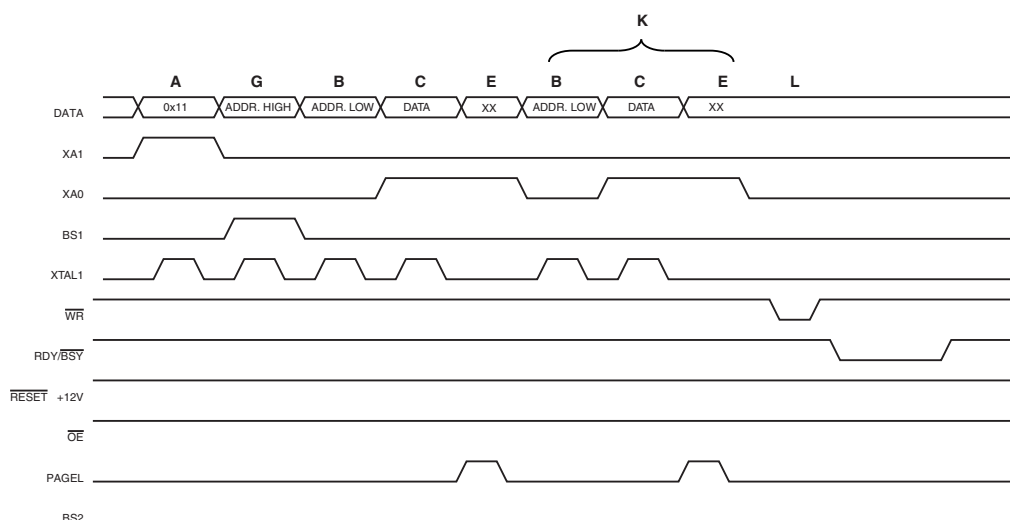 K
A G B C E B C E L
DATA 0x11 ADDR. HIGH ADDR. LOW DATA XX ADDR. LOW DATA XX
XA1
XA0
BS1
XTAL1
WR
RDY/BSY
RESET +12V
OE
PAGEL
BS2